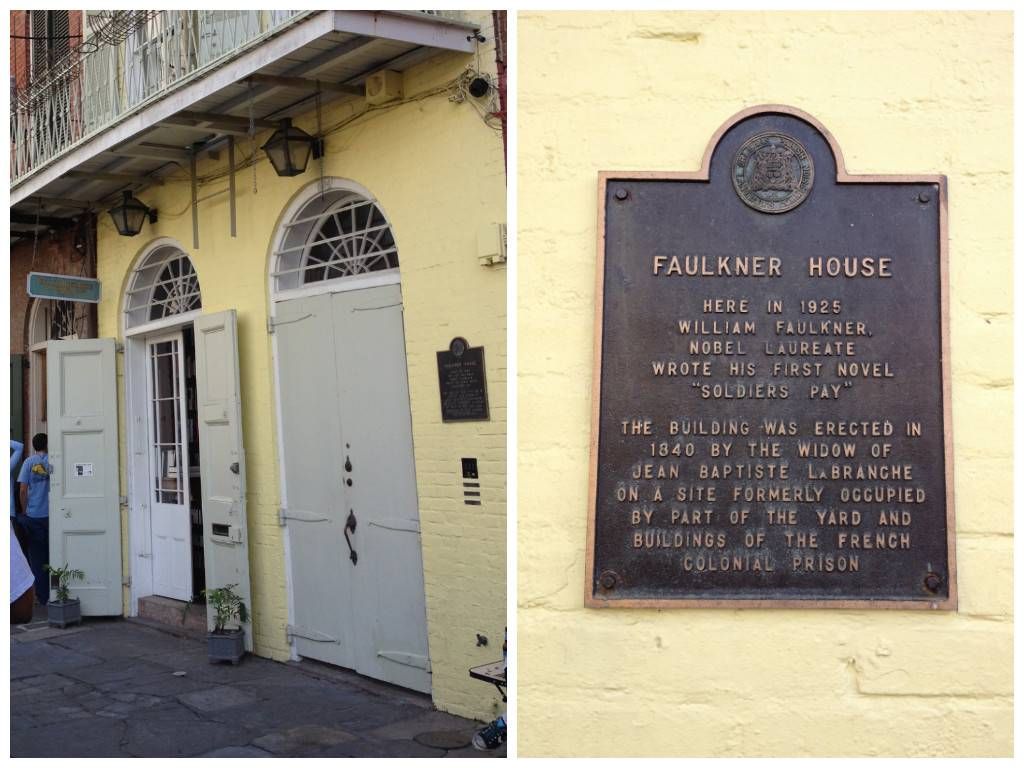 FAULKNER HOUSE
HERE IN 1925
WILLIAM FAULKNER,
NOBEL LAUREATE
WROTE HIS FIRST NOVEL
"SOLDIERS PAY"
THE BUILDING WAS ERECTED IN
1840 BY THE WIDOW OF
JEAN BAPTISTE LABRANCHE
ON A SITE FORMERLY OCCUPIED
BY PART OF THE YARD AND
BUILDINGS OF THE FRENCH
COLONIAL PRISON
FAULKNER HOUSE